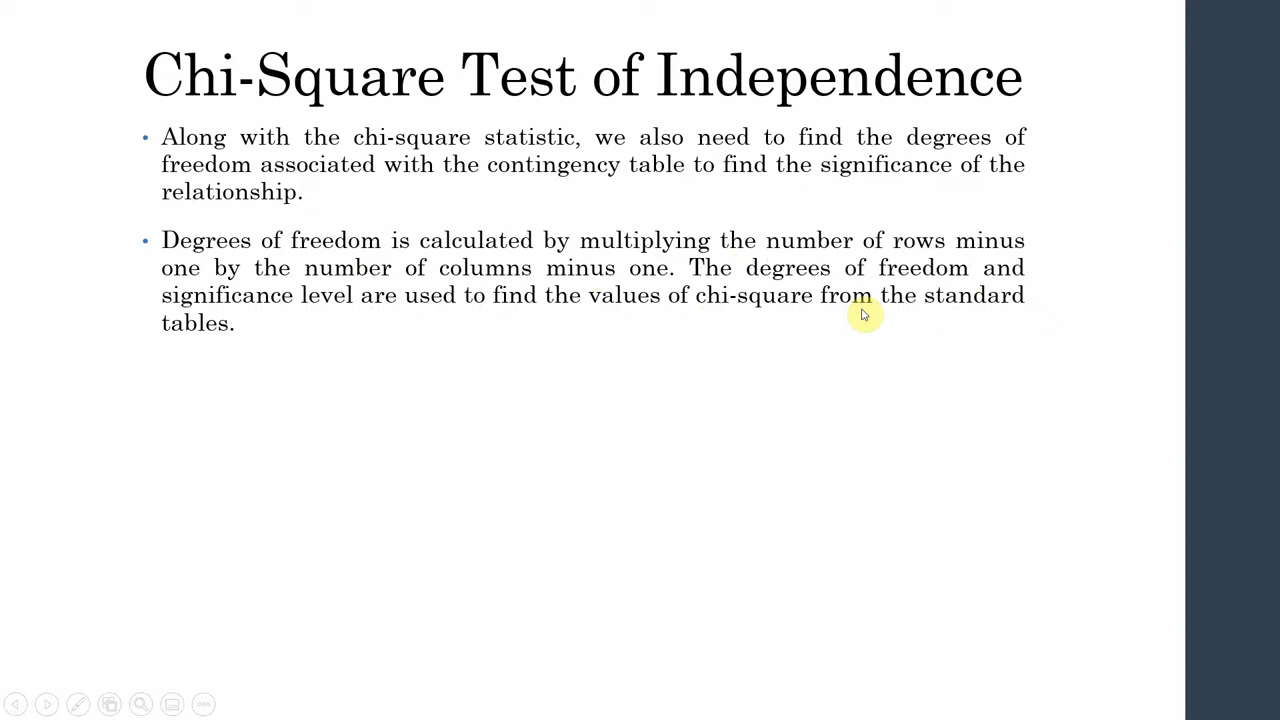 Chi-Square Test of Independence
• Along with the chi-square statistic, we also need to find the degrees of
freedom associated with the contingency table to find the significance of the
relationship.
• Degrees of freedom is calculated by multiplying the number of rows minus
one by the number of columns minus one. The degrees of freedom and
significance level are used to find the values of chi-square from the standard
tables.